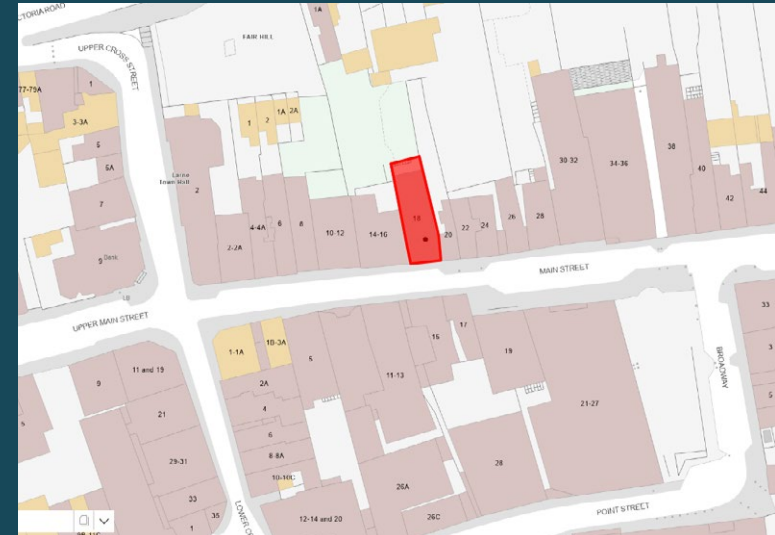 VICTORIA ROAD
1A
FAIR HILL
UPPER CROSS STREET
77-79A
1
3-3A
1A
2A
1
2
5
5A
Larne
Town Hall
2
7
30-32
34-36
38
40
42
44
4-4A
6
8
10-12
14-16
18
20
22
24
26
28
2-2A
Bank
9
MAIN STREET
LB
UPPER MAIN STREET
1-1A
1B-3A
5
15
17
19
33
11 and 19
9
2A
11-13
3
BROADWAY
21
4
21-27
5
6
29-31
8-8A
28
10-10C
26A
33
35
1
12-14 and 20
26C
POINT STREET